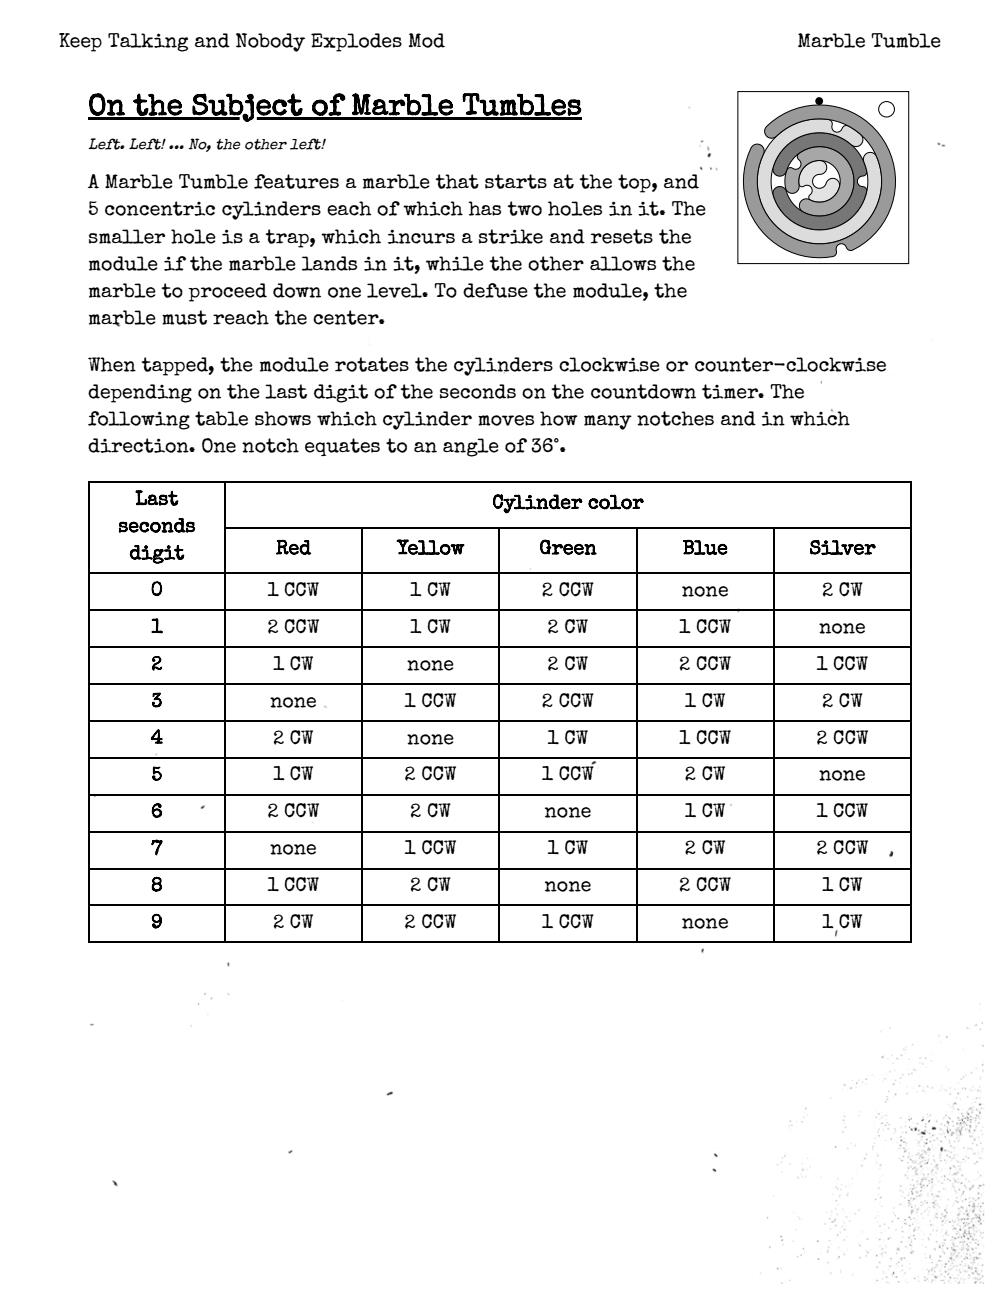 Keep Talking and Nobody Explodes Mod
Marble Tumble
On the Subject of Marble Tumbles
Left. Left! ... No, the other left!
A Marble Tumble features a marble that starts at the top, and
5 concentric cylinders each of which has two holes in it. The
smaller hole is a trap, which incurs a strike and resets the
module if the marble lands in it, while the other allows the
marble to proceed down one level. To defuse the module, the
marble must reach the center.
When tapped, the module rotates the cylinders clockwise or counter-clockwise
depending on the last digit of the seconds on the countdown timer. The
following table shows which cylinder moves how many notches and in which
direction. One notch equates to an angle of 36°.
Last seconds digit
Cylinder color
Red Yellow Green Blue Silver
0 1 CCW 1 CW 2 CCW none 2 CW
1 2 CCW 1 CW 2 CW 1 CCW none
2 1 CW none 2 CW 2 CCW 1 CCW
3 none 1 CCW 2 CCW 1 CW 2 CW
4 2 CW none 1 CW 1 CCW 2 CCW
5 1 CW 2 CCW 1 CCW 2 CW none
6 2 CCW 2 CW none 1 CW 1 CCW
7 none 1 CCW 1 CW 2 CW 2 CCW
8 1 CCW 2 CW none 2 CCW 1 CW
9 2 CW 2 CCW 1 CCW none 1 CW